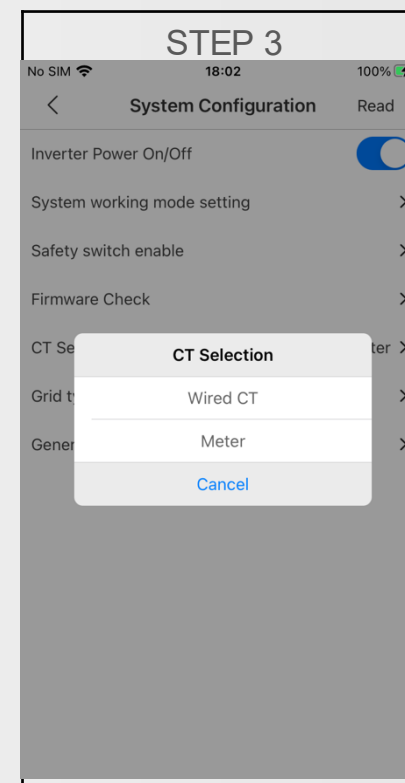 STEP 3
No SIM 18:02 100%
System Configuration Read
Inverter Power On/Off
System working mode setting
Safety switch enable
Firmware Check
CT Se
ter
CT Selection
Wired CT
Grid t
Meter
Gener
Cancel